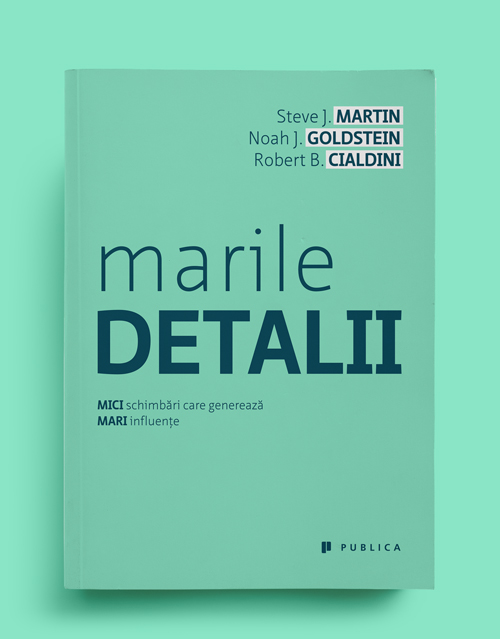 Steve J. MARTIN
Noah J. GOLDSTEIN
Robert B. CIALDINI
marile
DETALII
MICI schimbări care generează
MARI influențe
PUBLICA